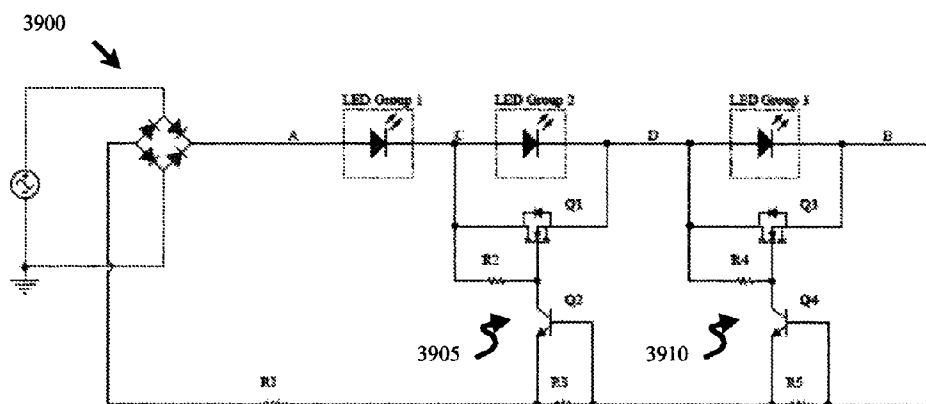 3900
LED Group 1
LED Group 2
LED Group 3
A
C
D
B
Q1
Q3
R2
R4
Q2
Q4
3905
3910
R1
R3
R5